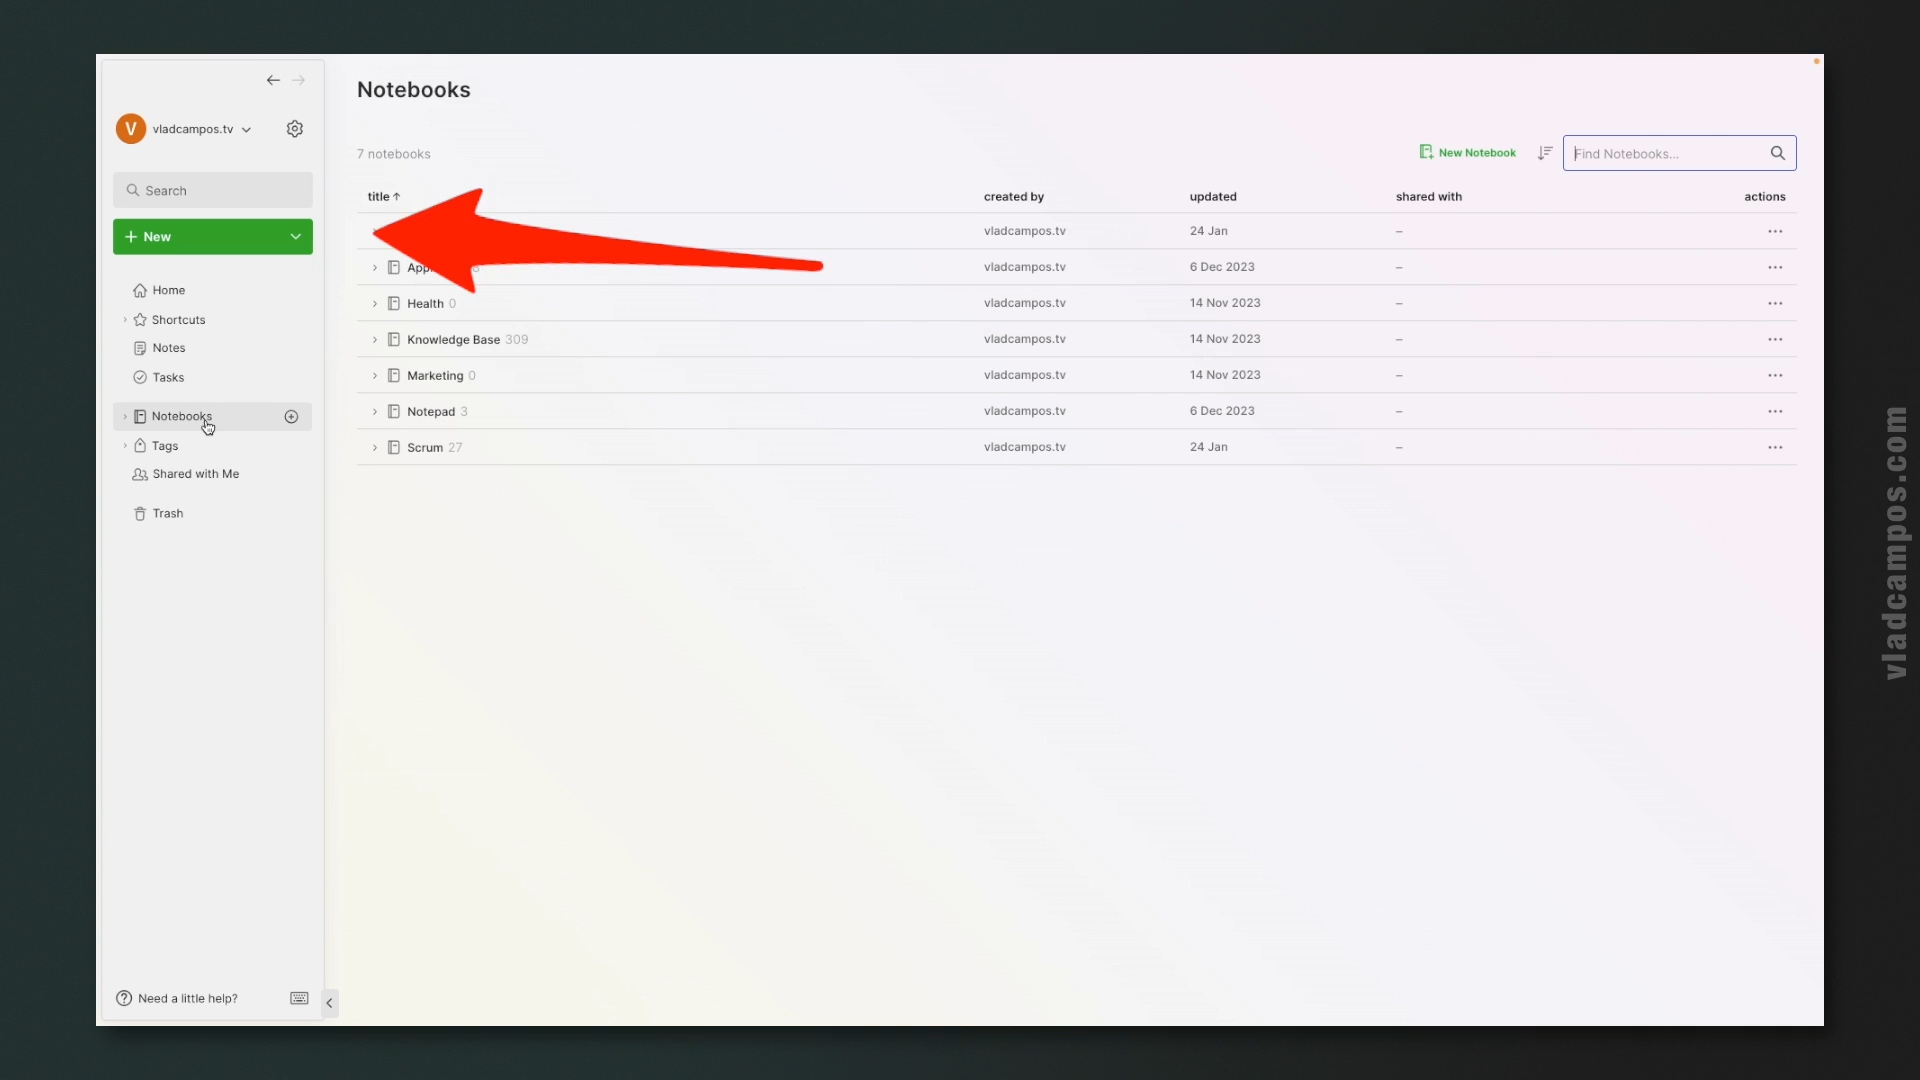 Notebooks
V vladcampos.tv
7 notebooks
New Notebook
Find Notebooks...
Search
title ↑ created by updated shared with actions
New
vladcampos.tv 24 Jan –
vladcampos.tv 6 Dec 2023 –
Health 0 vladcampos.tv 14 Nov 2023 –
Knowledge Base 309 vladcampos.tv 14 Nov 2023 –
Marketing 0 vladcampos.tv 14 Nov 2023 –
Notepad 3 vladcampos.tv 6 Dec 2023 –
Scrum 27 vladcampos.tv 24 Jan –
Home
Shortcuts
Notes
Tasks
Notebooks
Tags
Shared with Me
Trash
Need a little help?
vladcampos.com